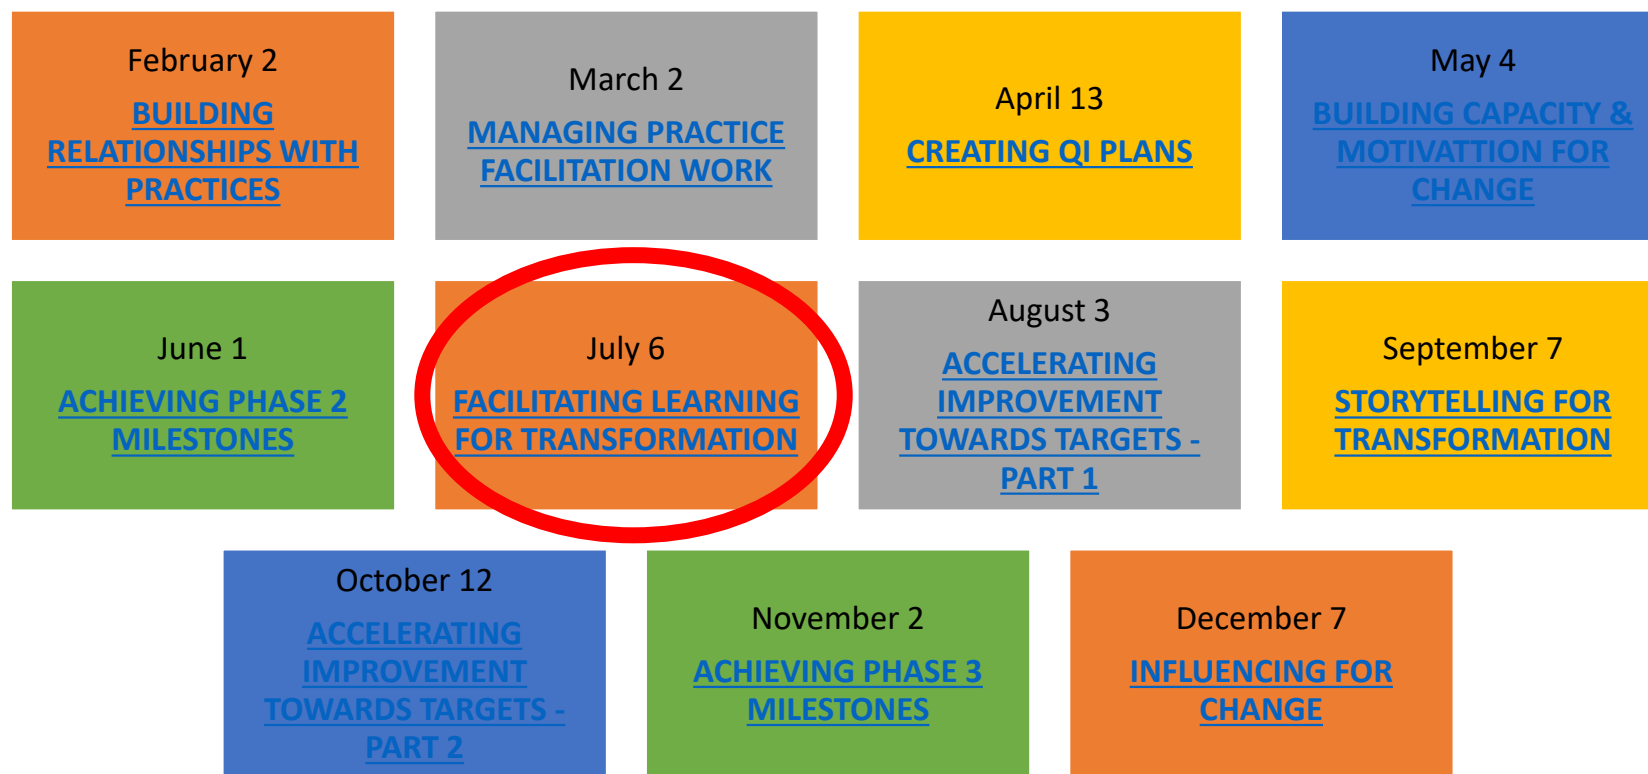 February 2
BUILDING
RELATIONSHIPS WITH
PRACTICES
March 2
MANAGING PRACTICE
FACILITATION WORK
April 13
CREATING QI PLANS
May 4
BUILDING CAPACITY &
MOTIVATTION FOR
CHANGE
June 1
ACHIEVING PHASE 2
MILESTONES
July 6
FACILITATING LEARNING
FOR TRANSFORMATION
August 3
ACCELERATING
IMPROVEMENT
TOWARDS TARGETS -
PART 1
September 7
STORYTELLING FOR
TRANSFORMATION
October 12
ACCELERATING
IMPROVEMENT
TOWARDS TARGETS -
PART 2
November 2
ACHIEVING PHASE 3
MILESTONES
December 7
INFLUENCING FOR
CHANGE